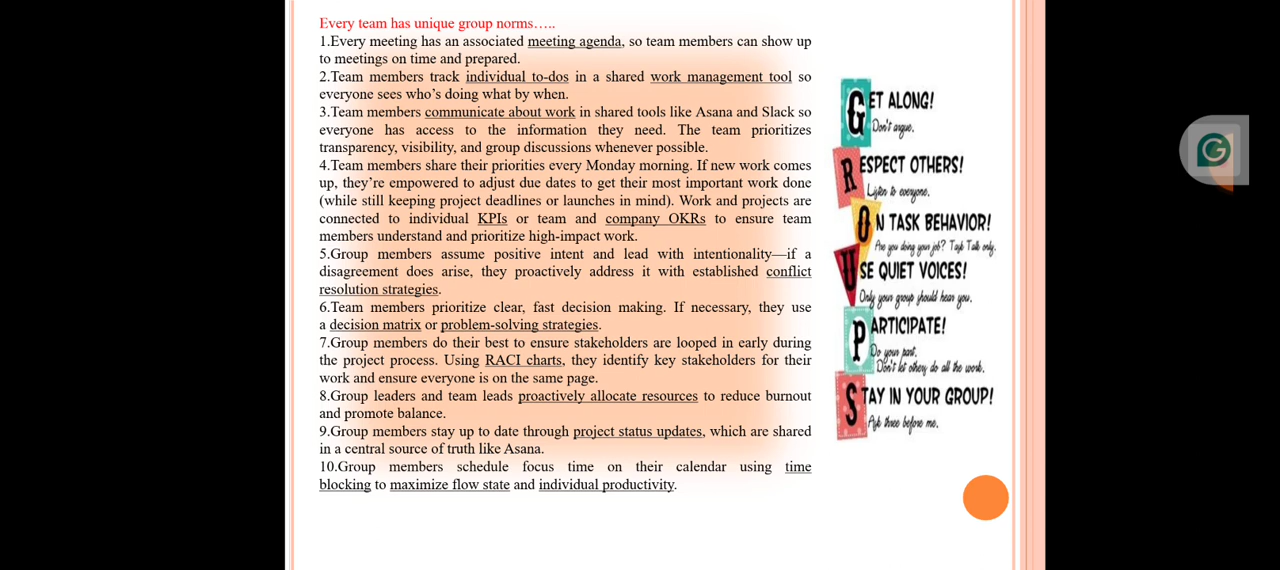 Every team has unique group norms…..
1.Every meeting has an associated meeting agenda, so team members can show up
to meetings on time and prepared.
2.Team members track individual to-dos in a shared work management tool so
everyone sees who’s doing what by when.
3.Team members communicate about work in shared tools like Asana and Slack so
everyone has access to the information they need. The team prioritizes
transparency, visibility, and group discussions whenever possible.
4.Team members share their priorities every Monday morning. If new work comes
up, they’re empowered to adjust due dates to get their most important work done
(while still keeping project deadlines or launches in mind). Work and projects are
connected to individual KPIs or team and company OKRs to ensure team
members understand and prioritize high-impact work.
5.Group members assume positive intent and lead with intentionality—if a
disagreement does arise, they proactively address it with established conflict
resolution strategies.
6.Team members prioritize clear, fast decision making. If necessary, they use
a decision matrix or problem-solving strategies.
7.Group members do their best to ensure stakeholders are looped in early during
the project process. Using RACI charts, they identify key stakeholders for their
work and ensure everyone is on the same page.
8.Group leaders and team leads proactively allocate resources to reduce burnout
and promote balance.
9.Group members stay up to date through project status updates, which are shared
in a central source of truth like Asana.
10.Group members schedule focus time on their calendar using time
blocking to maximize flow state and individual productivity.
GET ALONG!
Don't argue.
RESPECT OTHERS!
Listen to everyone.
ON TASK BEHAVIOR!
Are you doing your job? Task Talk only.
USE QUIET VOICES!
Only your group should hear you.
PARTICIPATE!
Do your part.
Don't let others do all the work.
STAY IN YOUR GROUP!
Ask three before me.
G